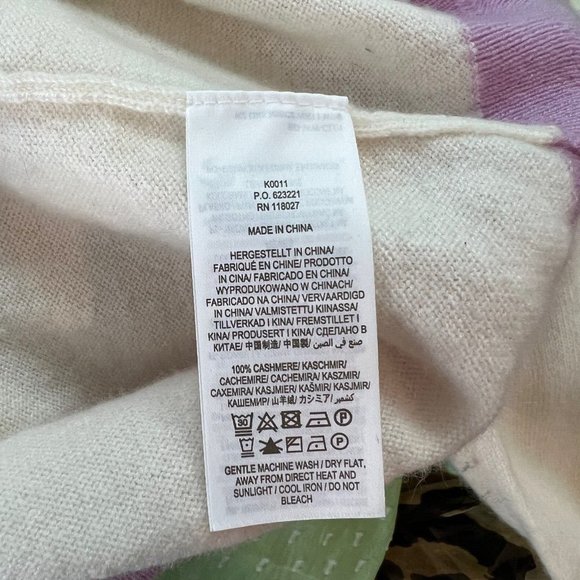 K0011
P.O. 623221
RN 118027
MADE IN CHINA
HERGESTELLT IN CHINA/
FABRIQUÉ EN CHINE/ PRODOTTO
IN CINA/ FABRICADO EN CHINA/
WYPRODUKOWANO W CHINACH/
FABRICADO NA CHINA/ VERVAARDIGD
IN CHINA/ VALMISTETTU KIINASSA/
TILLVERKAD I KINA/ FREMSTILLET I
KINA/ PRODUSERT I KINA/ СДЕЛАНО В
КИТАЕ/ 中国制造/ 中国製/ صنع في الصين
100% CASHMERE/ KASCHMIR/
CACHEMIRE/ CACHEMIRA/ KASZMIR/
CAXEMIRA/ KASJMIER/ KAŠMIR/ KASJMIR/
КАШЕМИР/ 山羊绒/ カシミア/ كشمير
30 P
GENTLE MACHINE WASH / DRY FLAT,
AWAY FROM DIRECT HEAT AND
SUNLIGHT / COOL IRON / DO NOT
BLEACH